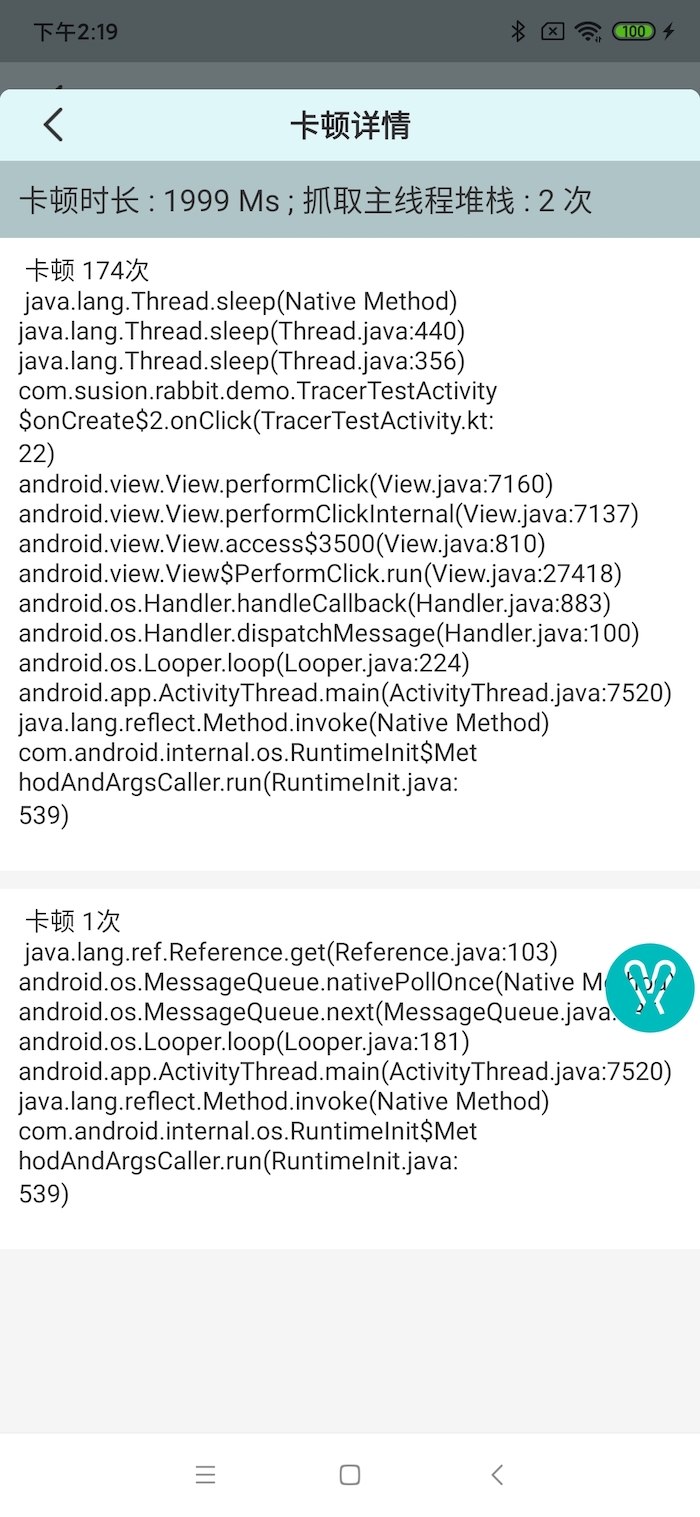 下午2:19
100
卡顿详情
卡顿时长 : 1999 Ms ; 抓取主线程堆栈 : 2 次
卡顿 174次
java.lang.Thread.sleep(Native Method)
java.lang.Thread.sleep(Thread.java:440)
java.lang.Thread.sleep(Thread.java:356)
com.susion.rabbit.demo.TracerTestActivity
$onCreate$2.onClick(TracerTestActivity.kt:
22)
android.view.View.performClick(View.java:7160)
android.view.View.performClickInternal(View.java:7137)
android.view.View.access$3500(View.java:810)
android.view.View$PerformClick.run(View.java:27418)
android.os.Handler.handleCallback(Handler.java:883)
android.os.Handler.dispatchMessage(Handler.java:100)
android.os.Looper.loop(Looper.java:224)
android.app.ActivityThread.main(ActivityThread.java:7520)
java.lang.reflect.Method.invoke(Native Method)
com.android.internal.os.RuntimeInit$Met
hodAndArgsCaller.run(RuntimeInit.java:
539)
卡顿 1次
java.lang.ref.Reference.get(Reference.java:103)
android.os.MessageQueue.nativePollOnce(Native
android.os.MessageQueue.next(MessageQueue.java:
android.os.Looper.loop(Looper.java:181)
android.app.ActivityThread.main(ActivityThread.java:7520)
java.lang.reflect.Method.invoke(Native Method)
com.android.internal.os.RuntimeInit$Met
hodAndArgsCaller.run(RuntimeInit.java:
539)